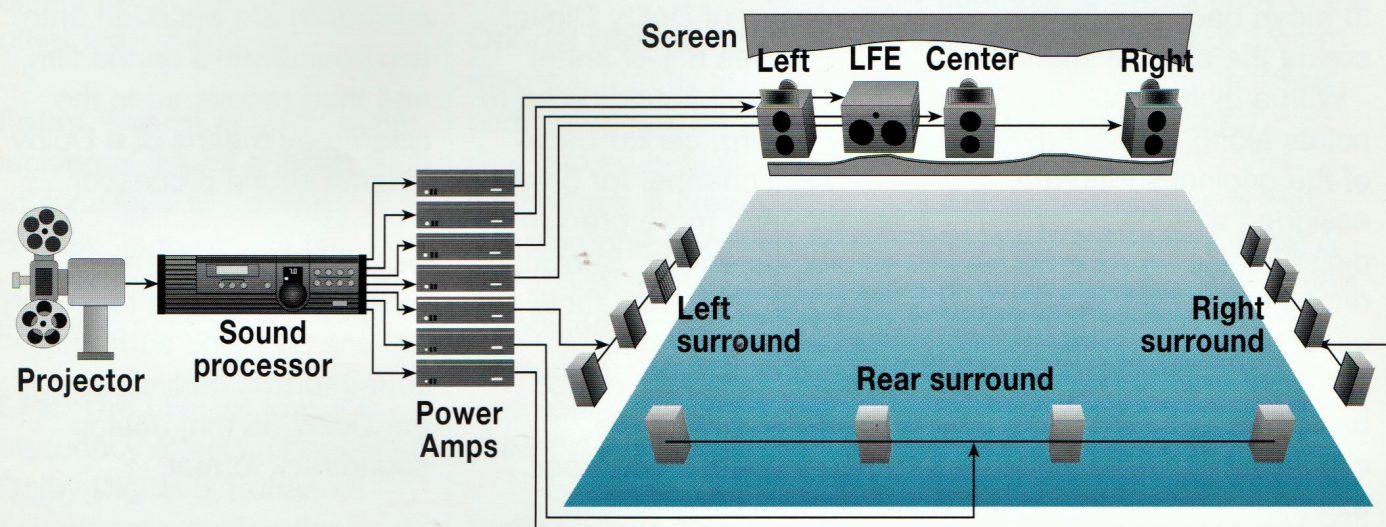 Screen
Left
LFE
Center
Right
Left
surround
Right
surround
Rear surround
Projector
Sound
processor
Power
Amps